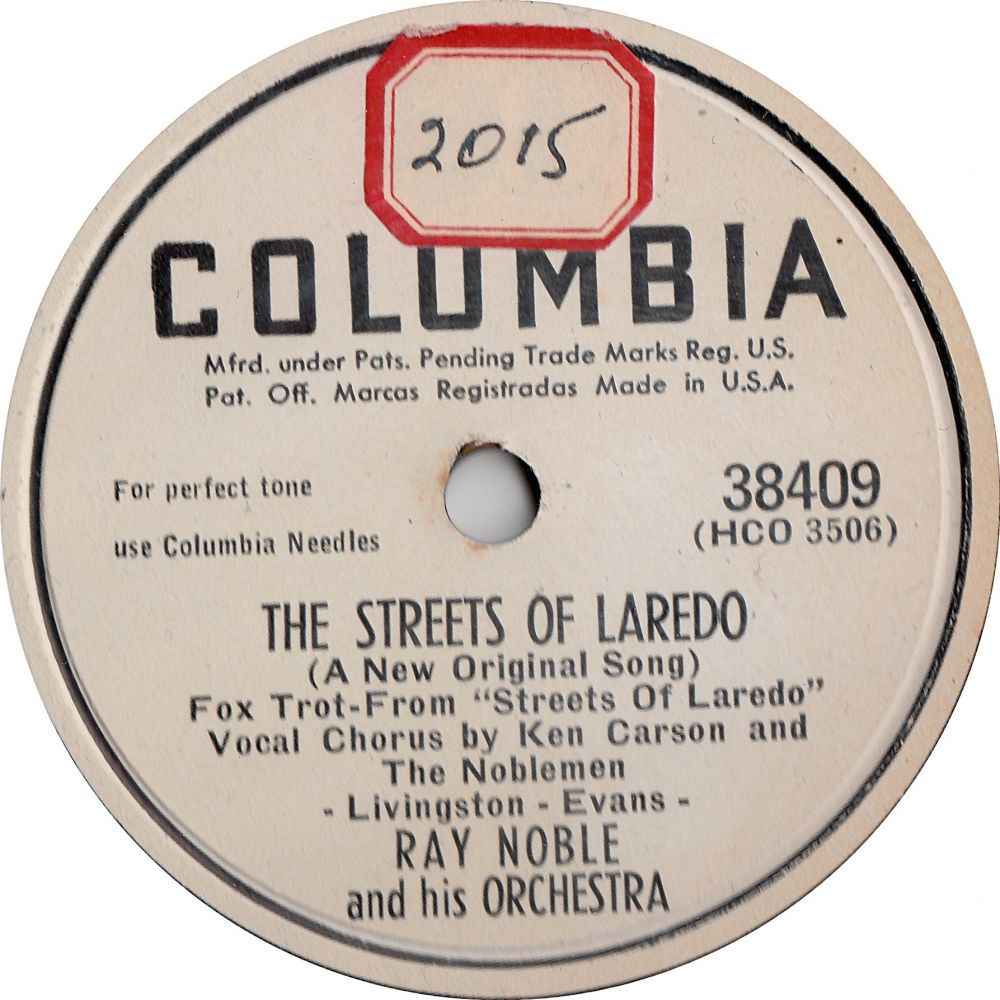 2015
COLUMBIA
Mfrd. under Pats. Pending Trade Marks Reg. U.S.
Pat. Off. Marcas Registradas Made in U.S.A.
For perfect tone
use Columbia Needles
38409
(HCO 3506)
THE STREETS OF LAREDO
(A New Original Song)
Fox Trot-From "Streets Of Laredo"
Vocal Chorus by Ken Carson and
The Noblemen
- Livingston - Evans -
RAY NOBLE
and his ORCHESTRA